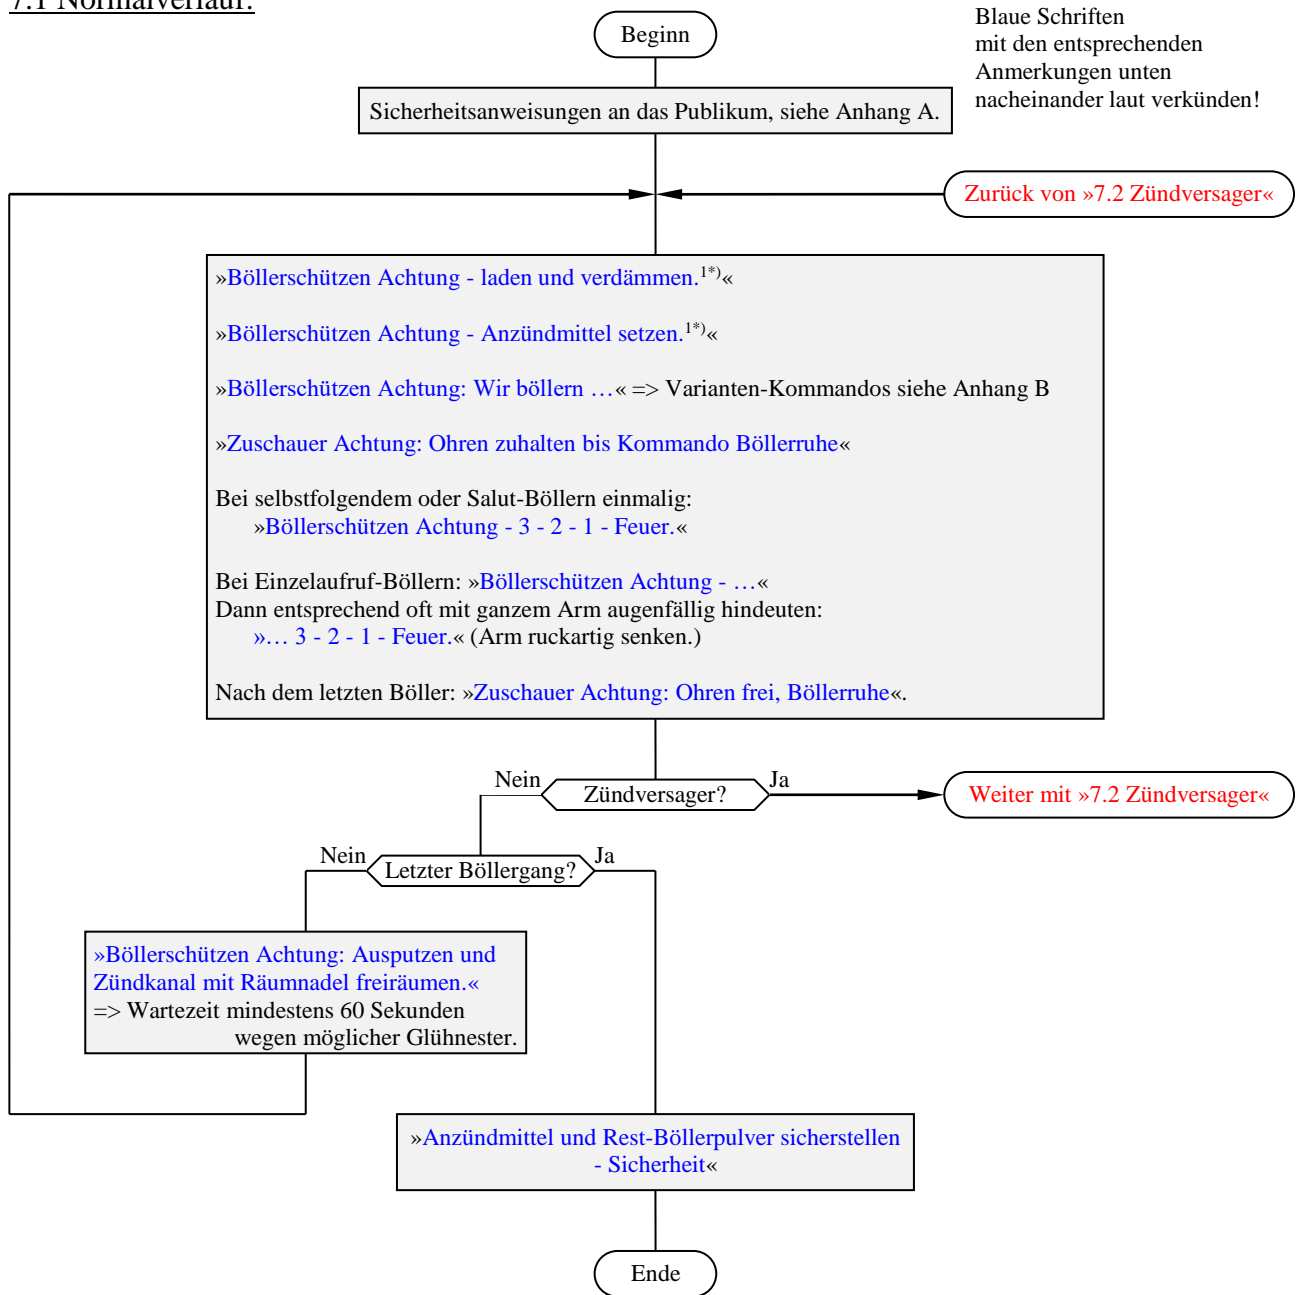 7.1 Normalverlauf:
Beginn
Blaue Schriften
mit den entsprechenden
Anmerkungen unten
nacheinander laut verkünden!
Sicherheitsanweisungen an das Publikum, siehe Anhang A.
Zurück von »7.2 Zündversager«
»Böllerschützen Achtung - laden und verdämmen.1*)«
»Böllerschützen Achtung - Anzündmittel setzen.1*)«
»Böllerschützen Achtung: Wir böllern …« => Varianten-Kommandos siehe Anhang B
»Zuschauer Achtung: Ohren zuhalten bis Kommando Böllerruhe«
Bei selbstfolgendem oder Salut-Böllern einmalig:
»Böllerschützen Achtung - 3 - 2 - 1 - Feuer.«
Bei Einzelaufruf-Böllern: »Böllerschützen Achtung - …«
Dann entsprechend oft mit ganzem Arm augenfällig hindeuten:
»… 3 - 2 - 1 - Feuer.« (Arm ruckartig senken.)
Nach dem letzten Böller: »Zuschauer Achtung: Ohren frei, Böllerruhe«.
Nein
Zündversager?
Ja
Weiter mit »7.2 Zündversager«
Nein
Letzter Böllergang?
Ja
»Böllerschützen Achtung: Ausputzen und
Zündkanal mit Räumnadel freiräumen.«
=> Wartezeit mindestens 60 Sekunden
wegen möglicher Glühnester.
»Anzündmittel und Rest-Böllerpulver sicherstellen
- Sicherheit«
Ende